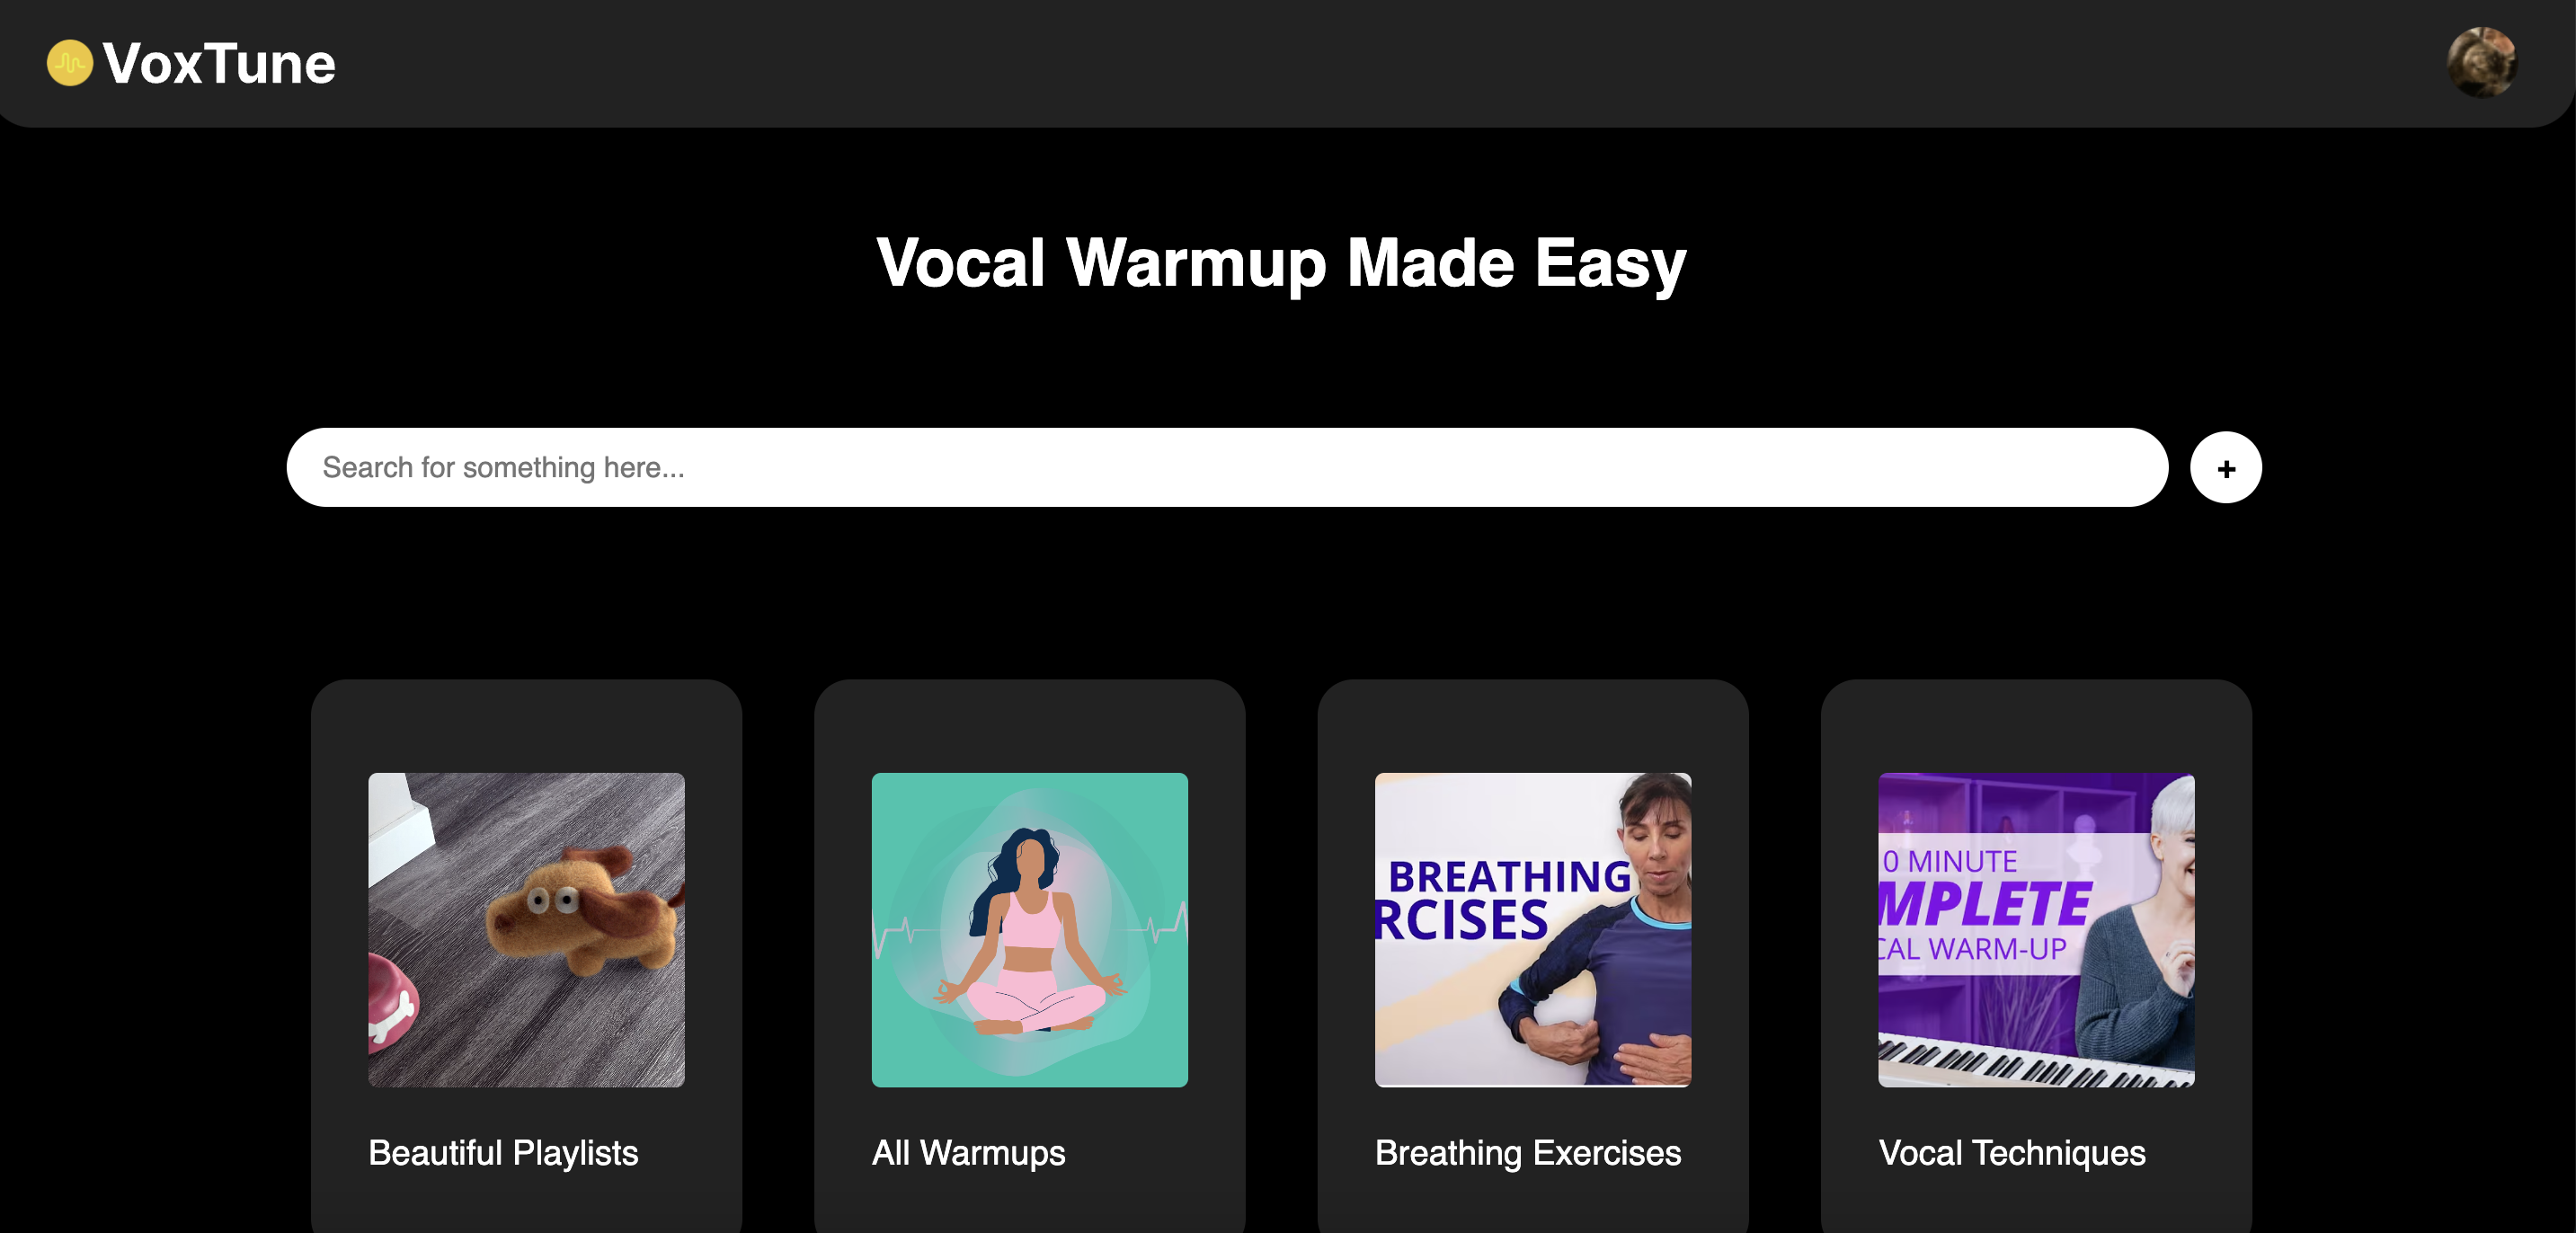 VoxTune
Vocal Warmup Made Easy
Search for something here...
+
BREATHING
RCISES
0 MINUTE
MPLETE
CAL WARM-UP
Beautiful Playlists
All Warmups
Breathing Exercises
Vocal Techniques